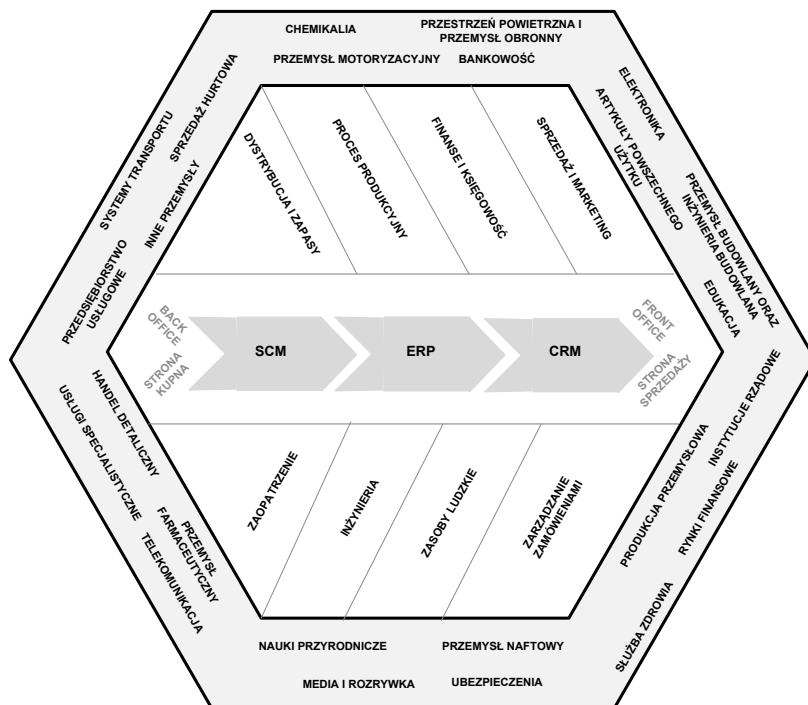 CHEMIKALIA
PRZESTRZEŃ POWIETRZNA I
PRZEMYSŁ OBRONNY
PRZEMYSŁ MOTORYZACYJNY
BANKOWOŚĆ
ELEKTRONIKA
ARTYKUŁY POWSZECHNEGO
UŻYTKU
PRZEMYSŁ BUDOWLANY ORAZ
INŻYNIERIA BUDOWLANA
EDUKACJA
SYSTEMY TRANSPORTU
SPRZEDAŻ HURTOWA
INNE PRZEMYSŁY
PRZEDSIĘBIORSTWO
USŁUGOWE
DYSTRYBUCJA I ZAPASY
PROCES PRODUKCYJNY
FINANSE I KSIĘGOWOŚĆ
SPRZEDAŻ I MARKETING
BACK
OFFICE
STRONA
KUPNA
SCM
ERP
CRM
FRONT
OFFICE
STRONA
SPRZEDAŻY
ZAOPATRZENIE
INŻYNIERIA
ZASOBY LUDZKIE
ZARZĄDZANIE
ZAMÓWIENIAMI
HANDEL DETALICZNY
USŁUGI SPECJALISTYCZNE
PRZEMYSŁ
FARMACEUTYCZNY
TELEKOMUNIKACJA
INSTYTUCJE RZĄDOWE
PRODUKCJA PRZEMYSŁOWA
RYNKI FINANSOWE
SŁUŻBA ZDROWIA
NAUKI PRZYRODNICZE
PRZEMYSŁ NAFTOWY
MEDIA I ROZRYWKA
UBEZPIECZENIA